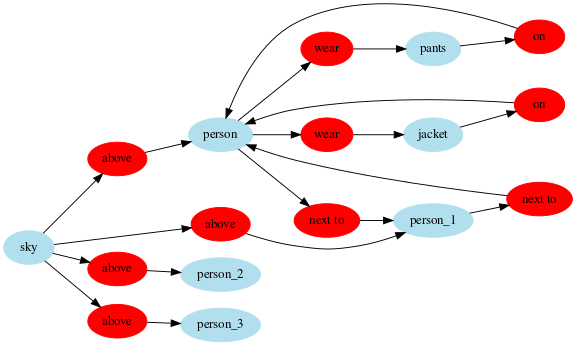 on
wear
pants
on
person
wear
jacket
above
next to
next to
person_1
above
sky
above
person_2
above
person_3